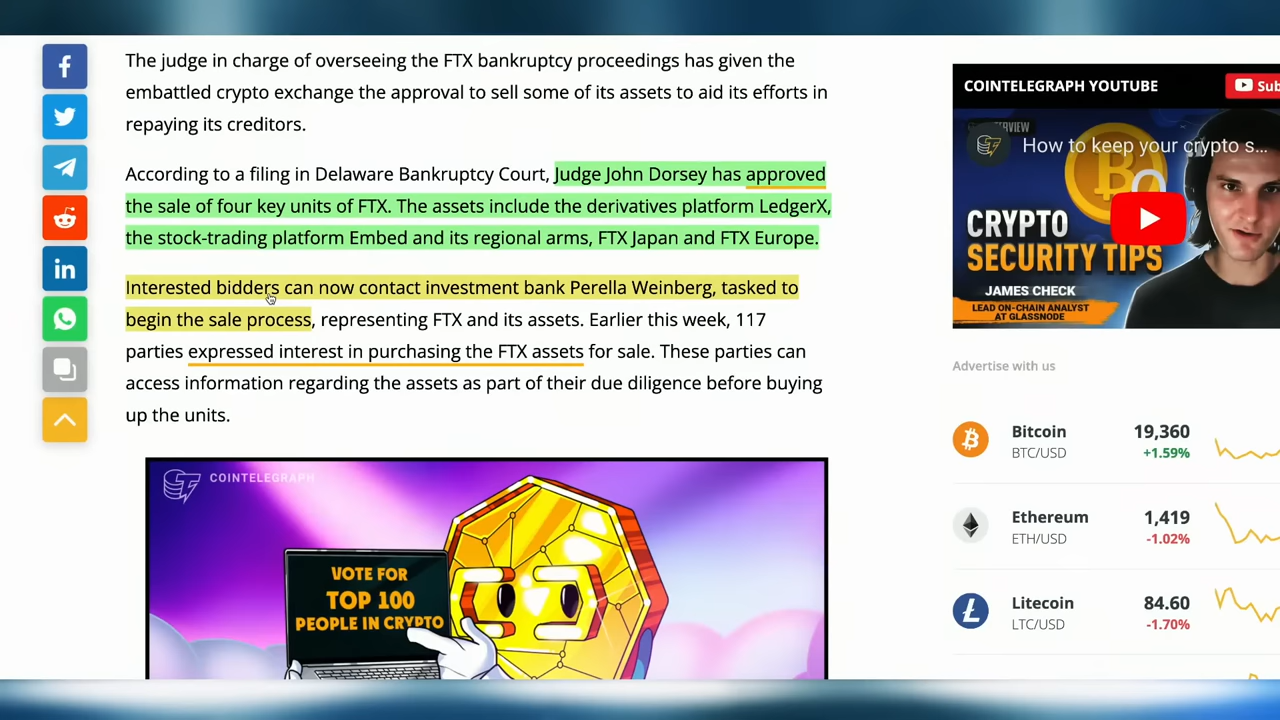 The judge in charge of overseeing the FTX bankruptcy proceedings has given the
embattled crypto exchange the approval to sell some of its assets to aid its efforts in
repaying its creditors.
According to a filing in Delaware Bankruptcy Court, Judge John Dorsey has approved
the sale of four key units of FTX. The assets include the derivatives platform LedgerX,
the stock-trading platform Embed and its regional arms, FTX Japan and FTX Europe.
Interested bidders can now contact investment bank Perella Weinberg, tasked to
begin the sale process, representing FTX and its assets. Earlier this week, 117
parties expressed interest in purchasing the FTX assets for sale. These parties can
access information regarding the assets as part of their due diligence before buying
up the units.
COINTELEGRAPH
VOTE FOR
TOP 100
PEOPLE IN CRYPTO
COINTELEGRAPH YOUTUBE
Sub
How to keep your crypto s...
CRYPTO
SECURITY TIPS
JAMES CHECK
LEAD ON-CHAIN ANALYST
AT GLASSNODE
Advertise with us
Bitcoin 19,360
BTC/USD +1.59%
Ethereum 1,419
ETH/USD -1.02%
Litecoin 84.60
LTC/USD -1.70%